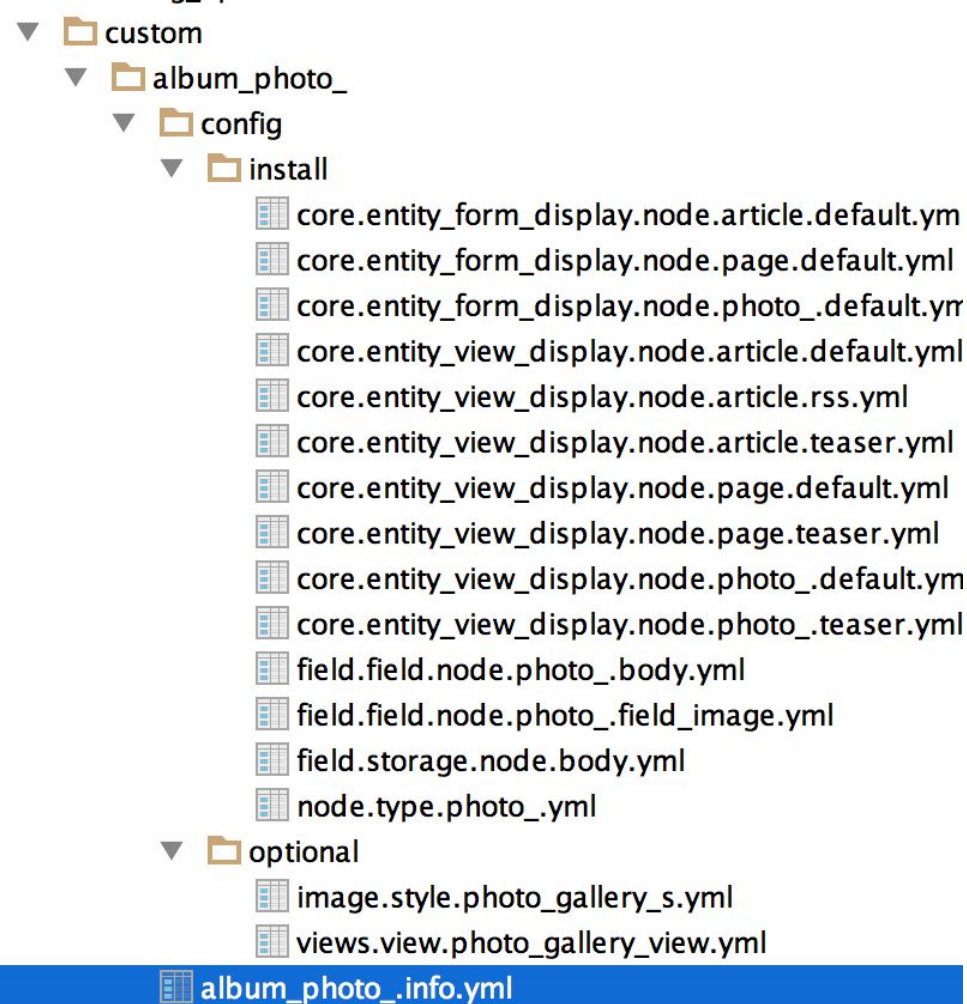 custom
album_photo_
config
install
core.entity_form_display.node.article.default.ym
core.entity_form_display.node.page.default.yml
core.entity_form_display.node.photo_.default.ym
core.entity_view_display.node.article.default.yml
core.entity_view_display.node.article.rss.yml
core.entity_view_display.node.article.teaser.yml
core.entity_view_display.node.page.default.yml
core.entity_view_display.node.page.teaser.yml
core.entity_view_display.node.photo_.default.ym
core.entity_view_display.node.photo_.teaser.yml
field.field.node.photo_.body.yml
field.field.node.photo_.field_image.yml
field.storage.node.body.yml
node.type.photo_.yml
optional
image.style.photo_gallery_s.yml
views.view.photo_gallery_view.yml
album_photo_.info.yml